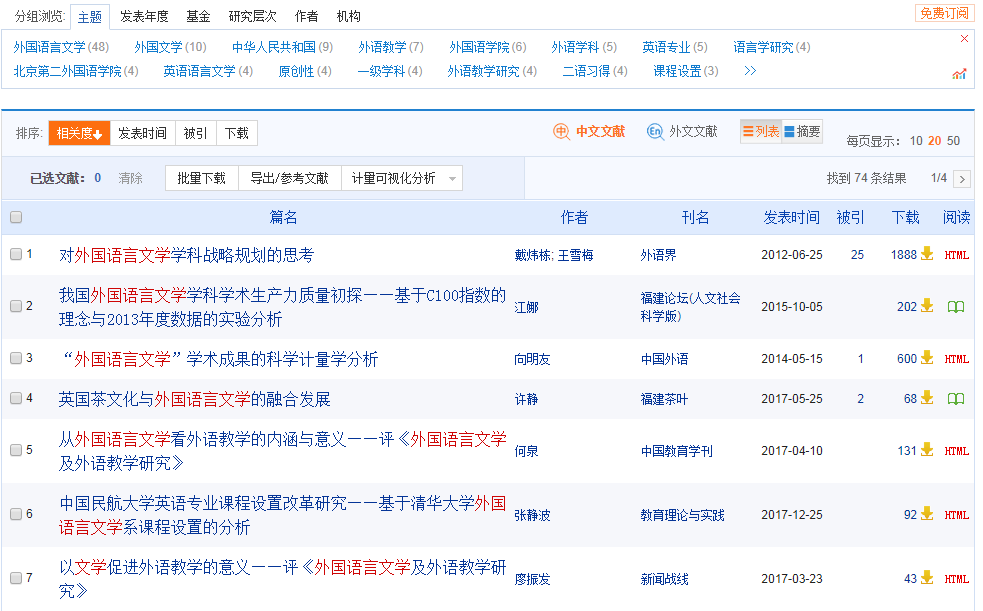 分组浏览: 主题 发表年度 基金 研究层次 作者 机构 免费订阅
外国语言文学(48) 外国文学(10) 中华人民共和国(9) 外语教学(7) 外国语学院(6) 外语学科(5) 英语专业(5) 语言学研究(4)
北京第二外国语学院(4) 英语语言文学(4) 原创性(4) 一级学科(4) 外语教学研究(4) 二语习得(4) 课程设置(3) >>
排序: 相关度 发表时间 被引 下载 中 中文文献 En 外文文献 列表 摘要 每页显示: 10 20 50
已选文献: 0 清除 批量下载 导出/参考文献 计量可视化分析 找到 74 条结果 1/4 >
篇名 作者 刊名 发表时间 被引 下载 阅读
1 对外国语言文学学科战略规划的思考 戴炜栋; 王雪梅 外语界 2012-06-25 25 1888 HTML
2 我国外国语言文学学科学术生产力质量初探——基于C100指数的
理念与2013年度数据的实验分析 江娜 福建论坛(人文社会
科学版) 2015-10-05 202
3 “外国语言文学”学术成果的科学计量学分析 向明友 中国外语 2014-05-15 1 600 HTML
4 英国茶文化与外国语言文学的融合发展 许静 福建茶叶 2017-05-25 2 68
5 从外国语言文学看外语教学的内涵与意义——评《外国语言文学
及外语教学研究》 何泉 中国教育学刊 2017-04-10 131 HTML
6 中国民航大学英语专业课程设置改革研究——基于清华大学外国
语言文学系课程设置的分析 张静波 教育理论与实践 2017-12-25 92 HTML
7 以文学促进外语教学的意义——评《外国语言文学及外语教学研
究》 廖振发 新闻战线 2017-03-23 43 HTML